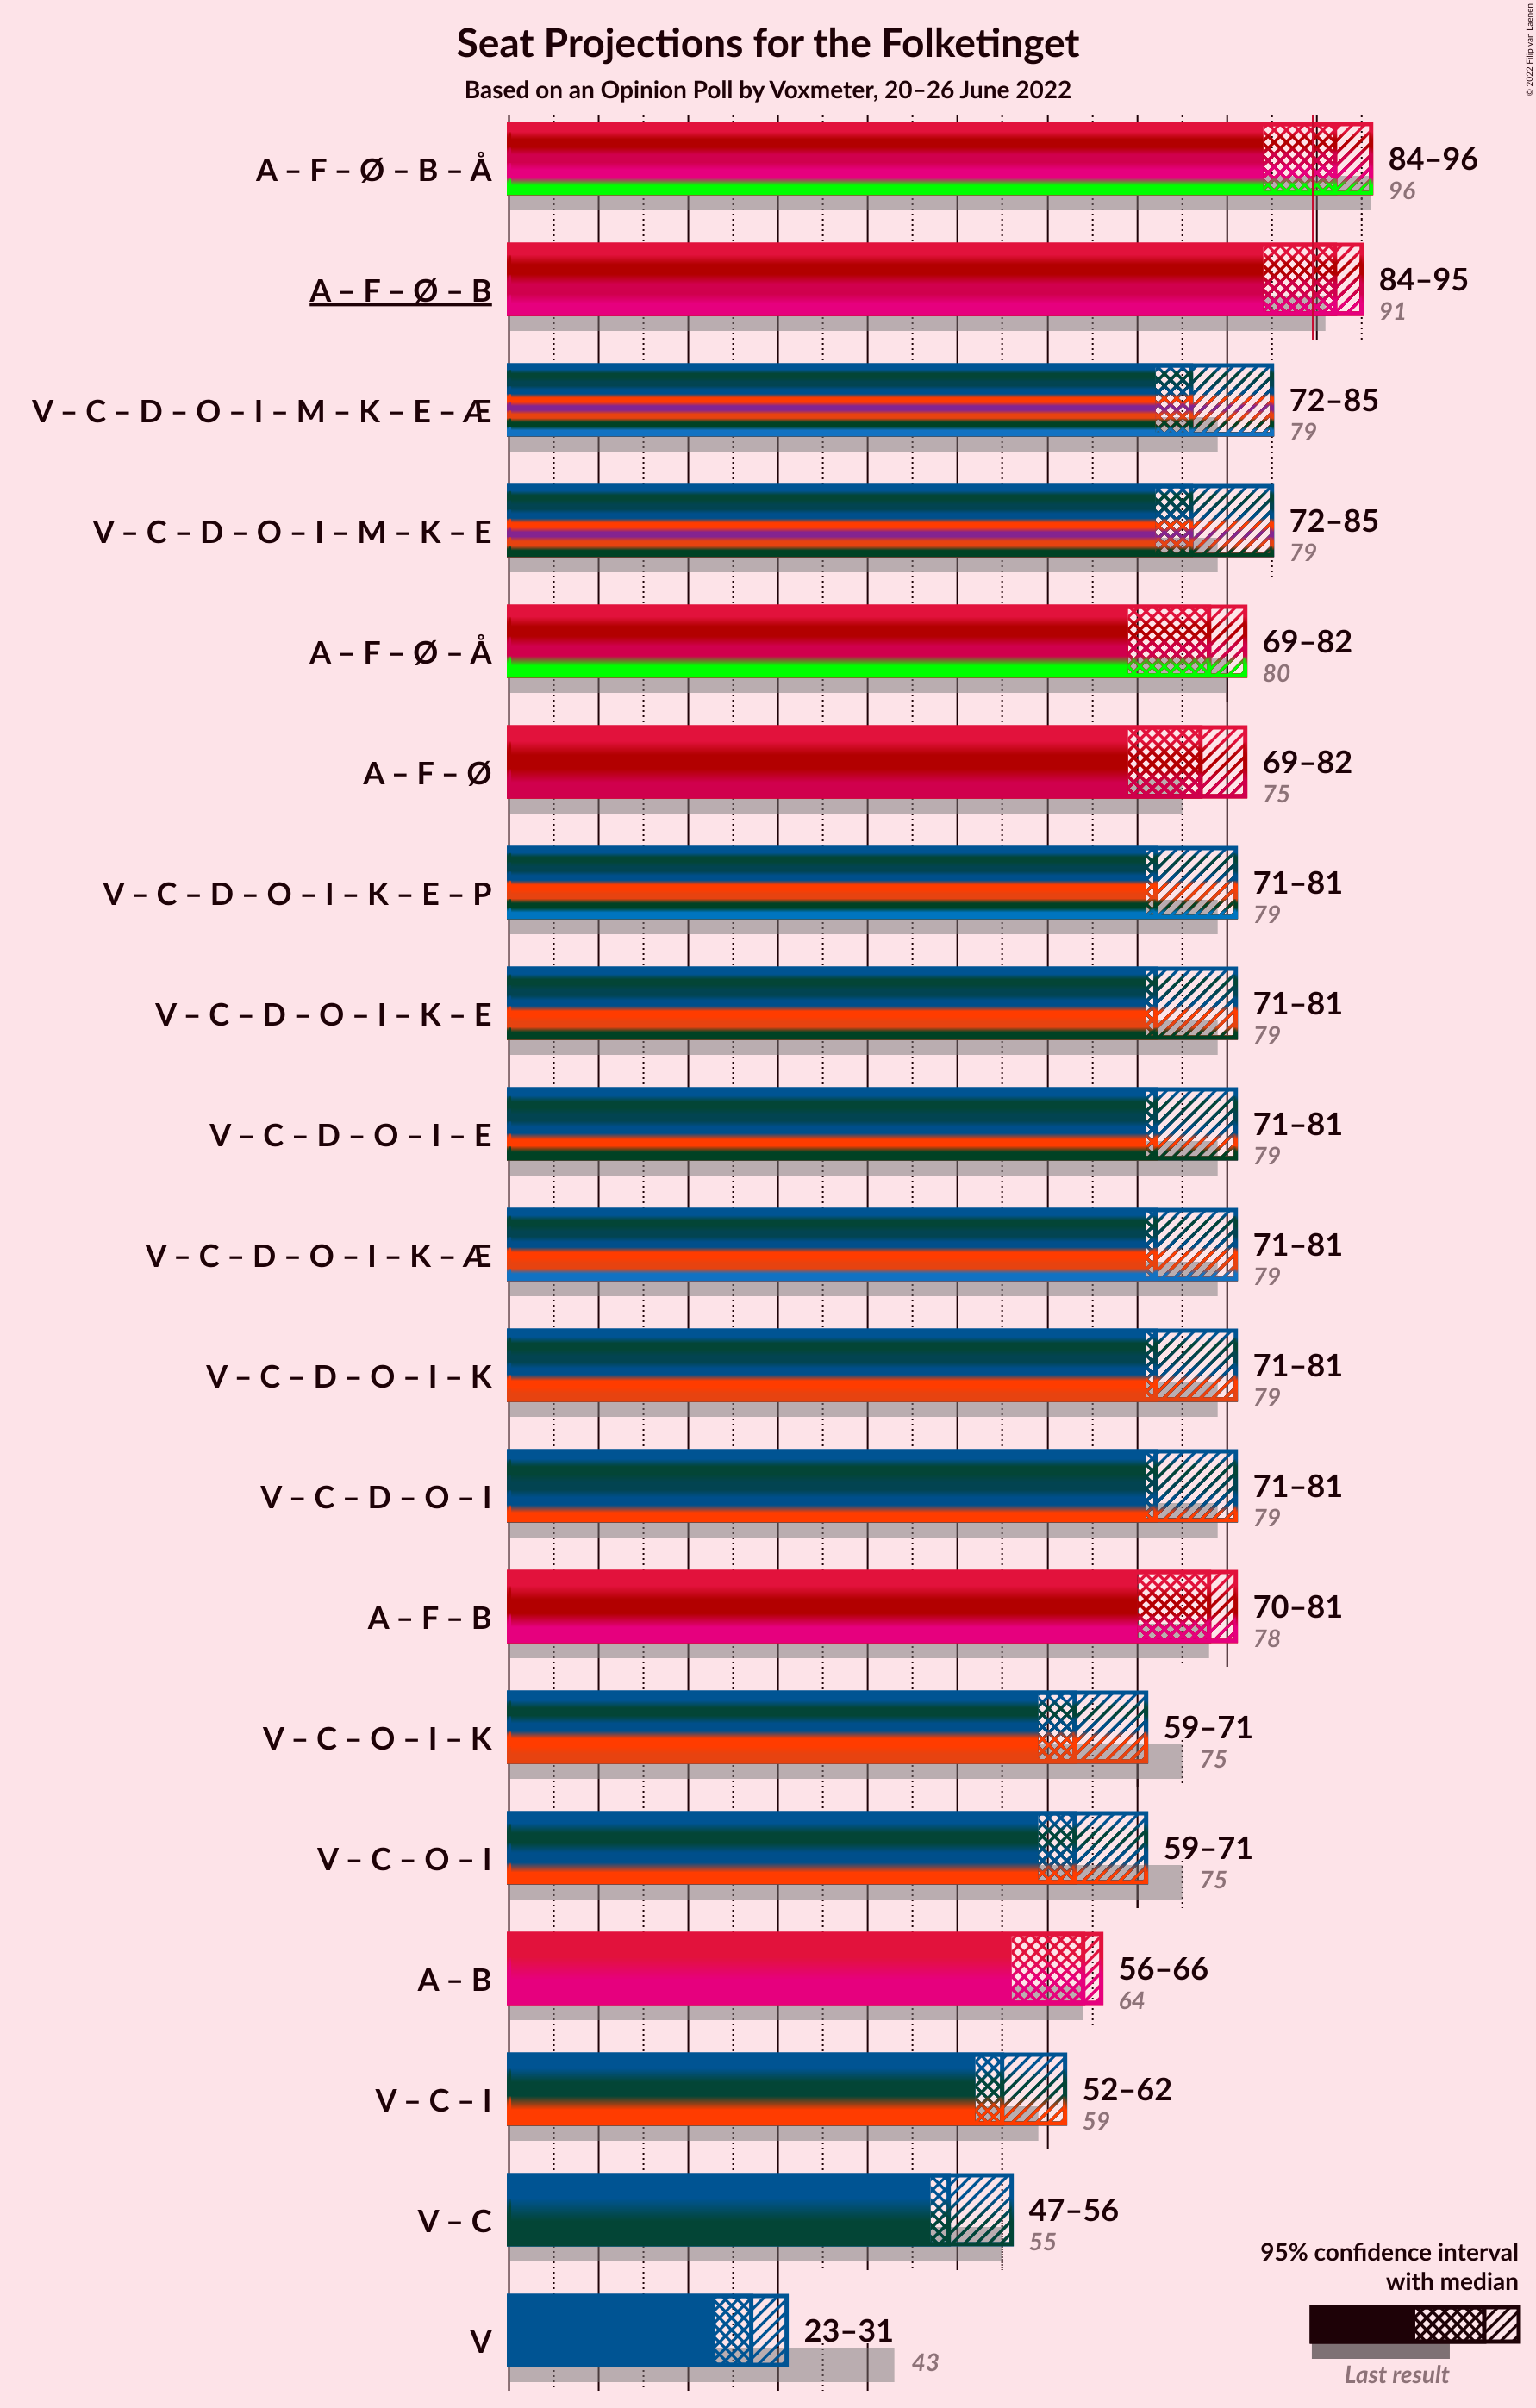 Seat Projections for the Folketinget
Based on an Opinion Poll by Voxmeter, 20–26 June 2022
© 2022 Filip van Laenen
A – F – Ø – B – Å
84–96
96
A – F – Ø – B
84–95
91
V – C – D – O – I – M – K – E – Æ
72–85
79
V – C – D – O – I – M – K – E
72–85
79
A – F – Ø – Å
69–82
80
A – F – Ø
69–82
75
V – C – D – O – I – K – E – P
71–81
79
V – C – D – O – I – K – E
71–81
79
V – C – D – O – I – E
71–81
79
V – C – D – O – I – K – Æ
71–81
79
V – C – D – O – I – K
71–81
79
V – C – D – O – I
71–81
79
A – F – B
70–81
78
V – C – O – I – K
59–71
75
V – C – O – I
59–71
75
A – B
56–66
64
V – C – I
52–62
59
V – C
47–56
55
V
23–31
43
95% confidence interval
with median
Last result